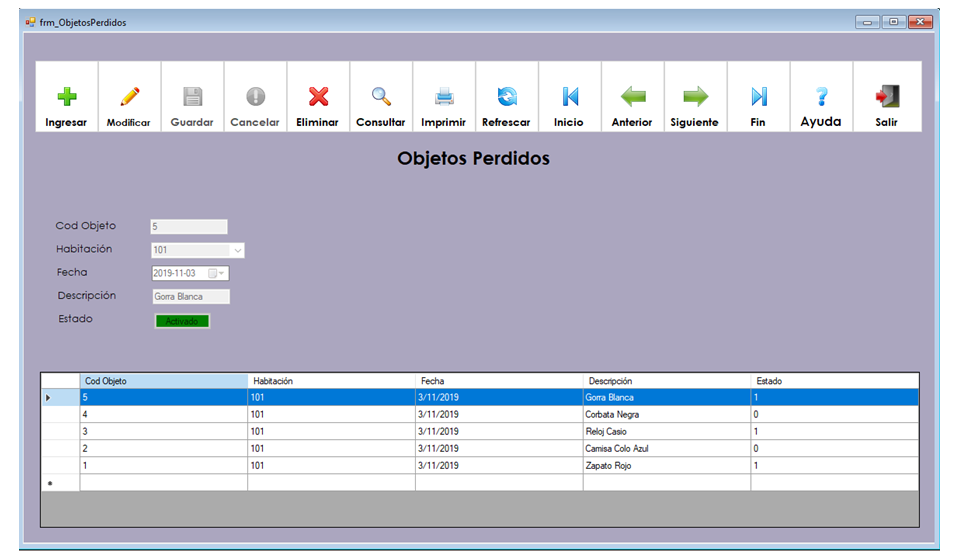 frm_ObjetosPerdidos
Ingresar Modificar Guardar Cancelar Eliminar Consultar Imprimir Refrescar Inicio Anterior Siguiente Fin Ayuda Salir
Objetos Perdidos
Cod Objeto 5
Habitación 101
Fecha 2019-11-03
Descripción Gorra Blanca
Estado Activado
Cod Objeto Habitación Fecha Descripción Estado
5 101 3/11/2019 Gorra Blanca 1
4 101 3/11/2019 Corbata Negra 0
3 101 3/11/2019 Reloj Casio 1
2 101 3/11/2019 Camisa Colo Azul 0
1 101 3/11/2019 Zapato Rojo 1